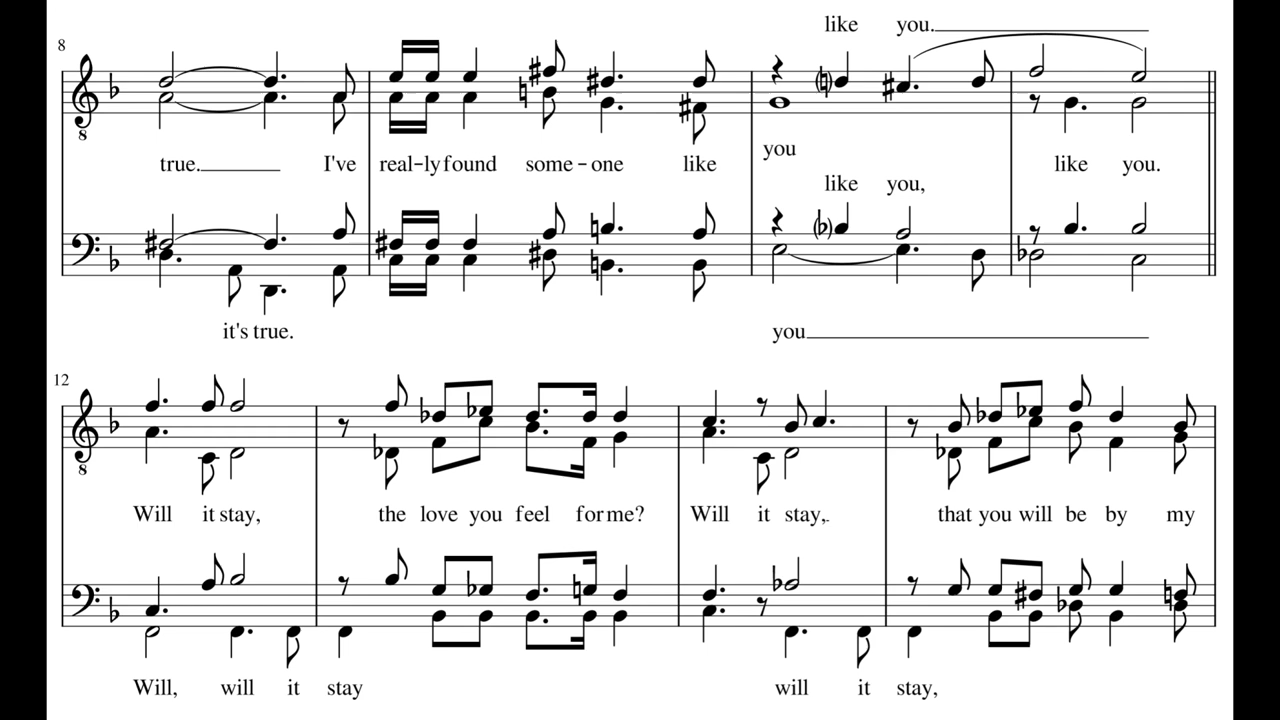 like you.
8
true. I've real-ly found some-one like you like you.
like you,
it's true. you
12
Will it stay, the love you feel for me? Will it stay, that you will be by my
Will, will it stay will it stay,